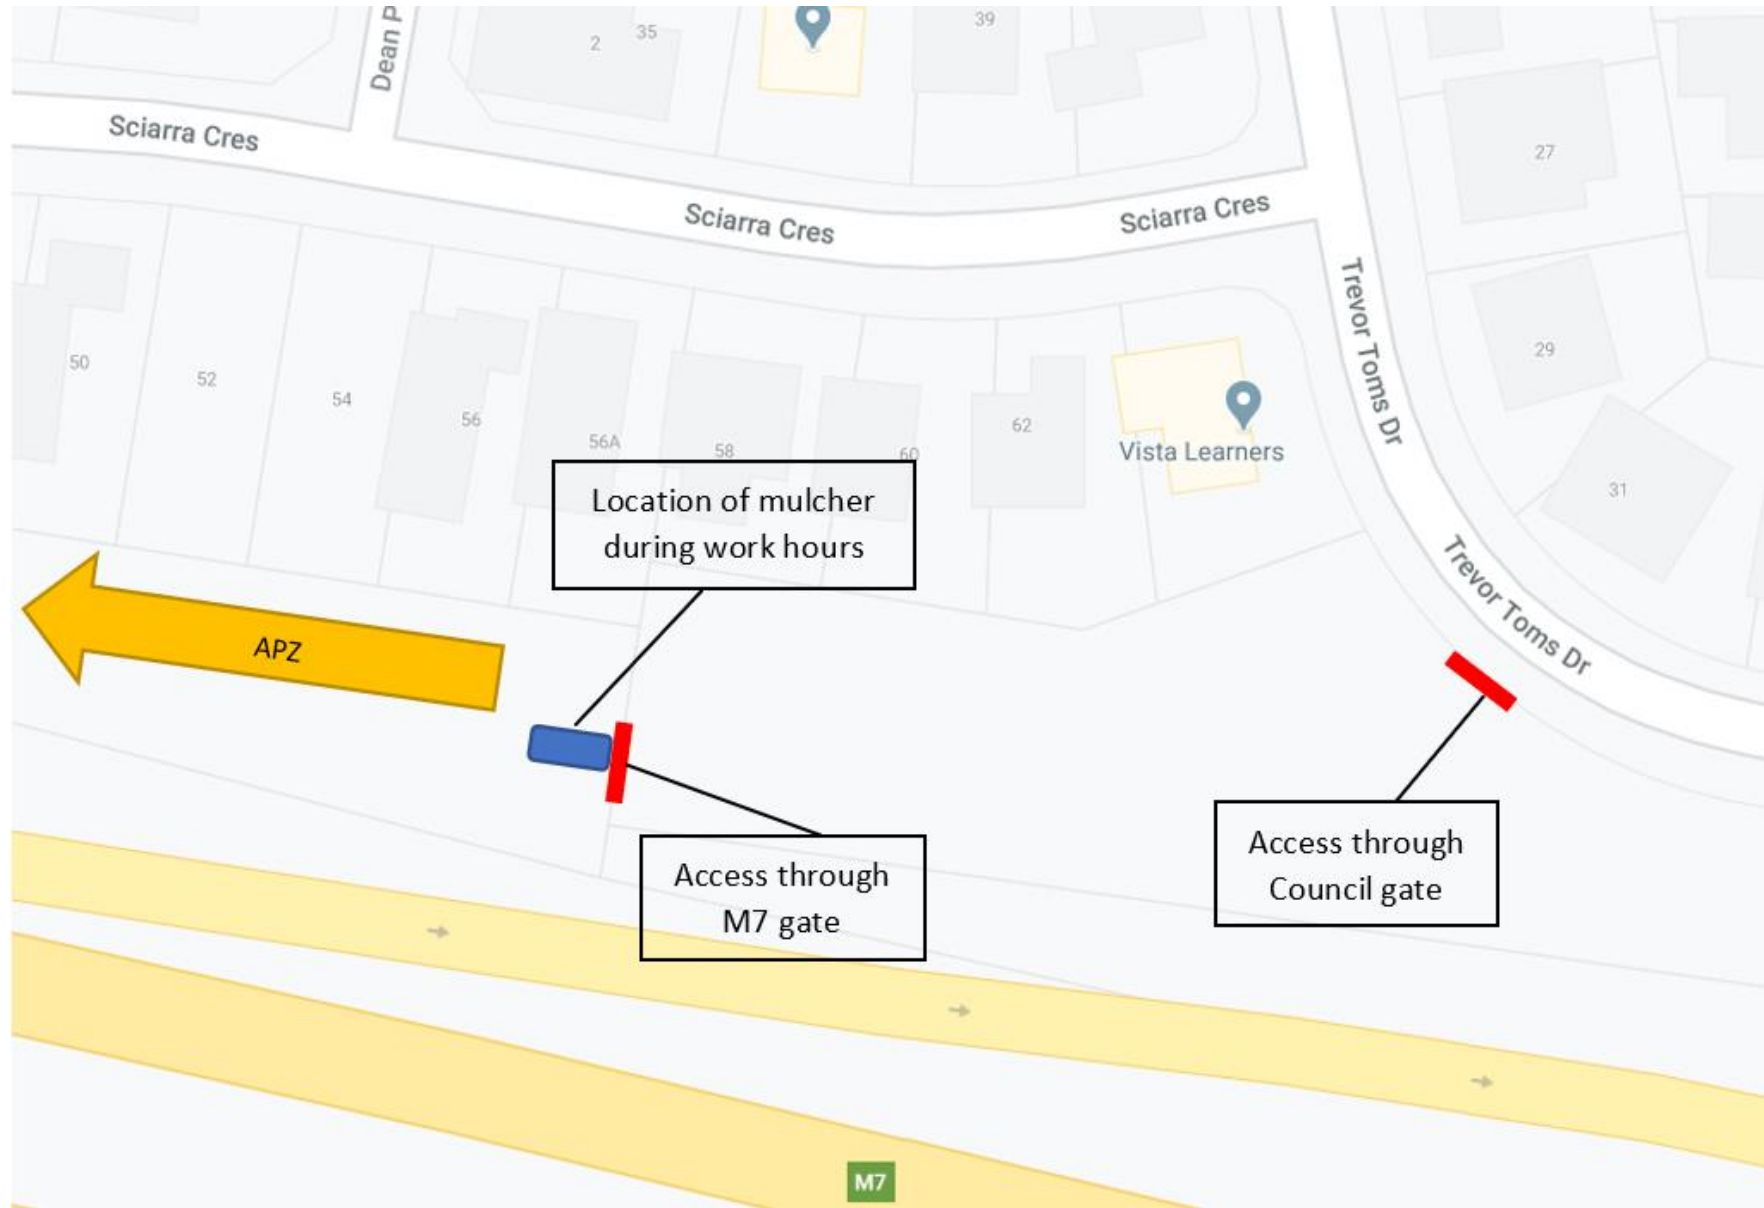 Dean P
35
2
39
Sciarra Cres
Sciarra Cres
Sciarra Cres
27
Trevor Toms Dr
29
50
52
54
56
56A
58
60
62
Vista Learners
31
Location of mulcher
during work hours
Trevor Toms Dr
APZ
Access through
M7 gate
Access through
Council gate
M7